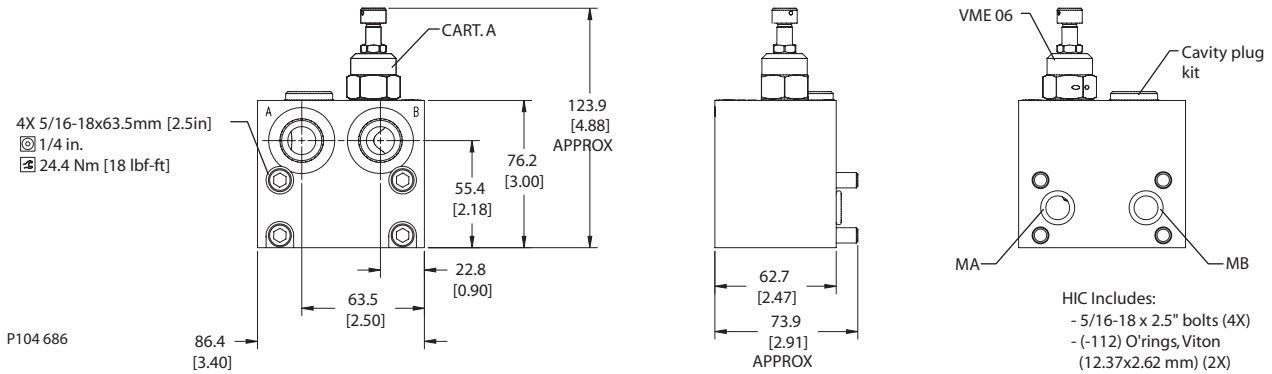 CART. A
A
B
4X 5/16-18x63.5mm [2.5in]
1/4 in.
24.4 Nm [18 lbf-ft]
123.9
[4.88]
APPROX
76.2
[3.00]
55.4
[2.18]
22.8
[0.90]
63.5
[2.50]
86.4
[3.40]
P104 686
62.7
[2.47]
73.9
[2.91]
APPROX
VME 06
Cavity plug
kit
MA
MB
HIC Includes:
- 5/16-18 x 2.5" bolts (4X)
- (-112) O'rings, Viton
(12.37x2.62 mm) (2X)